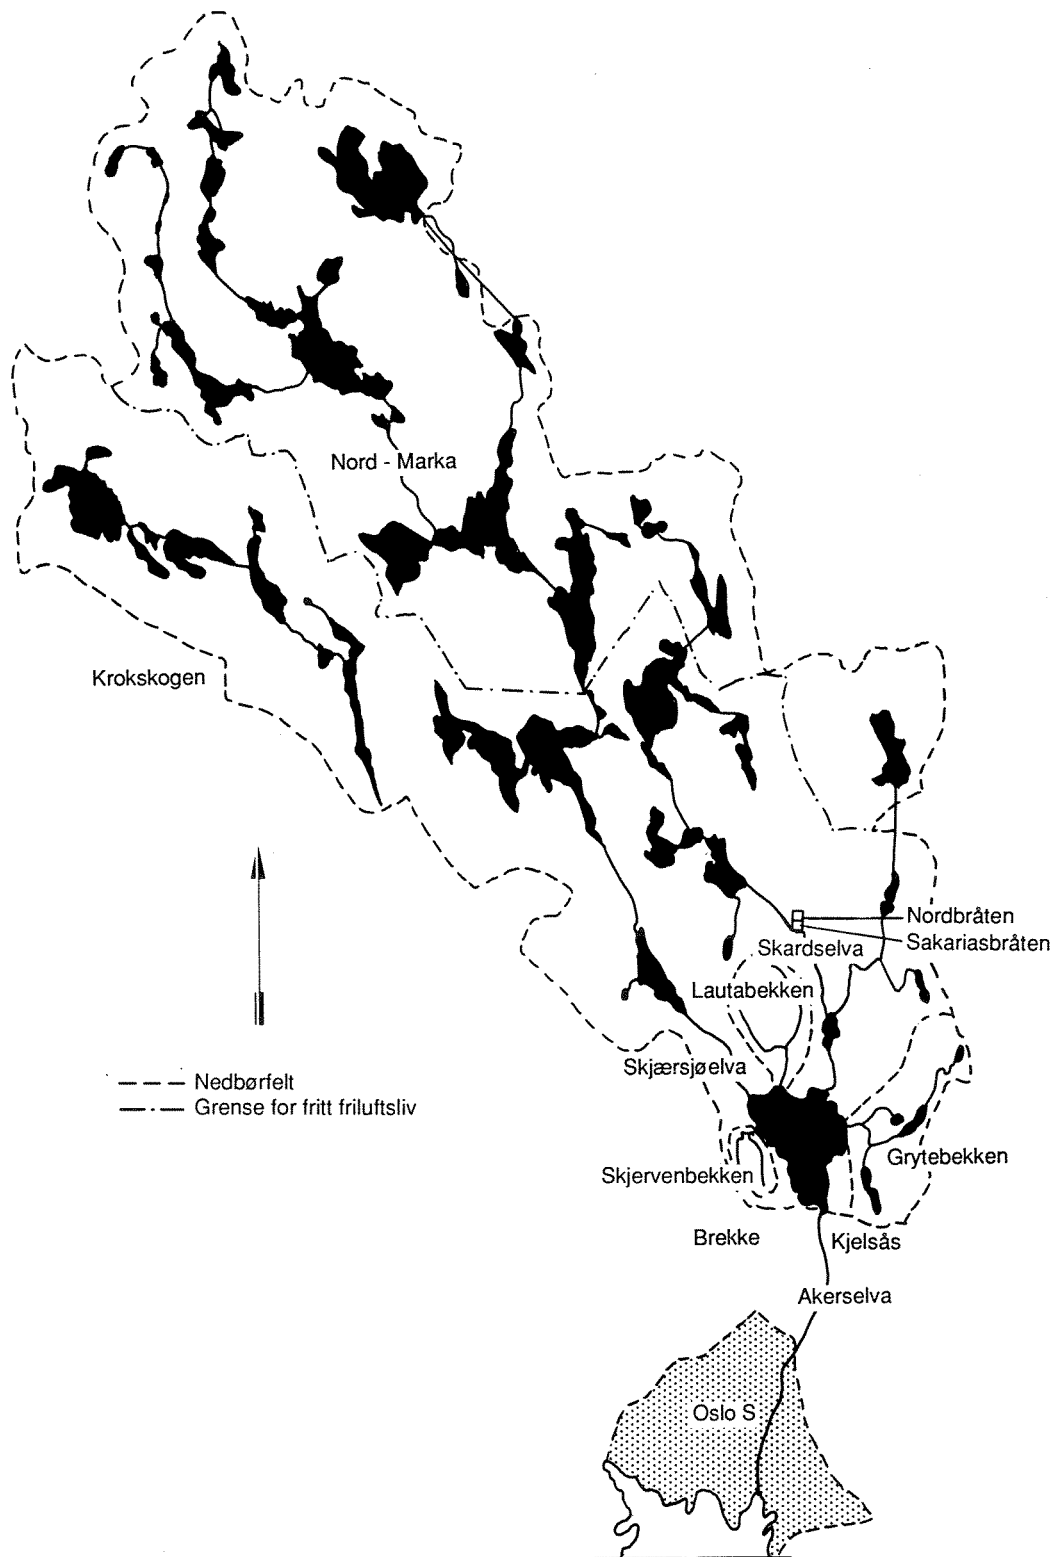 Nord - Marka
Krokskogen
Nordbråten
Skardselva
Sakariasbråten
Lautabekken
Skjærsjøelva
Nedbørfelt
Grense for fritt friluftsliv
Grytebekken
Skjervenbekken
Brekke
Kjelsås
Akerselva
Oslo S